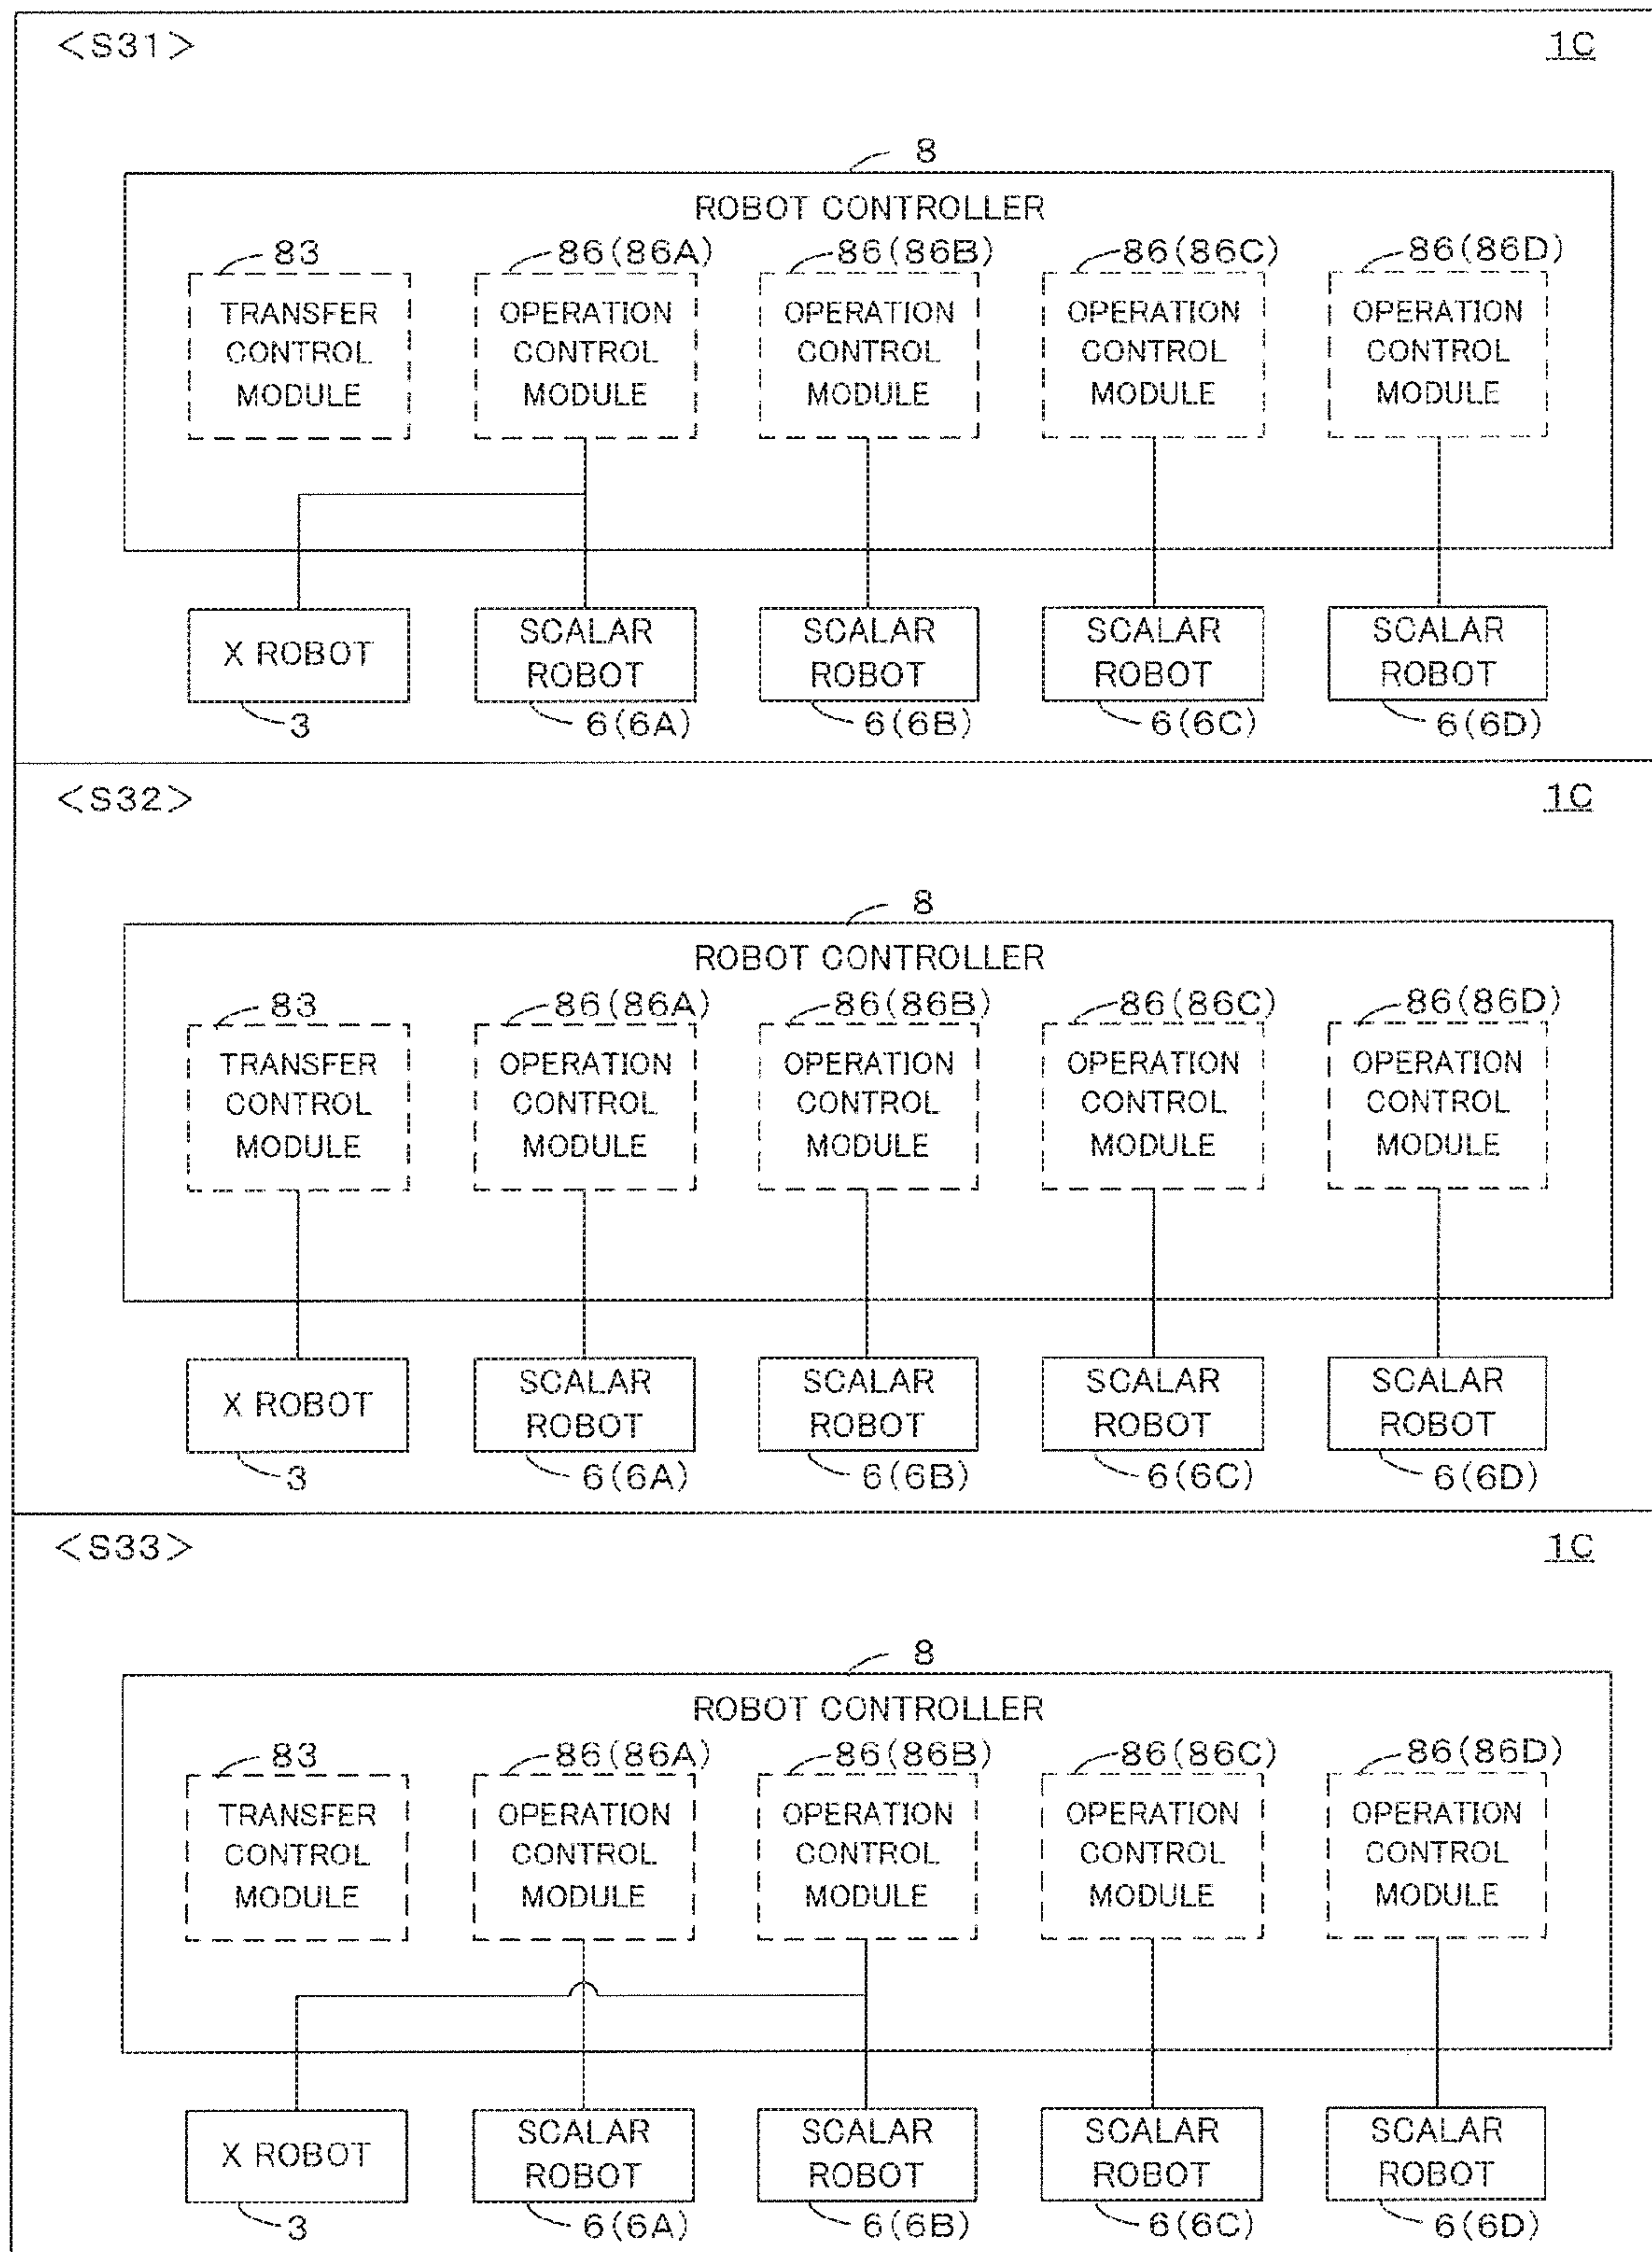 <S31> 1C
8
ROBOT CONTROLLER
83 86(86A) 86(86B) 86(86C) 86(86D)
TRANSFER OPERATION OPERATION OPERATION OPERATION
CONTROL CONTROL CONTROL CONTROL CONTROL
MODULE MODULE MODULE MODULE MODULE
X ROBOT SCALAR ROBOT SCALAR ROBOT SCALAR ROBOT SCALAR ROBOT
3 6(6A) 6(6B) 6(6C) 6(6D)
<S32> 1C
8
ROBOT CONTROLLER
83 86(86A) 86(86B) 86(86C) 86(86D)
TRANSFER OPERATION OPERATION OPERATION OPERATION
CONTROL CONTROL CONTROL CONTROL CONTROL
MODULE MODULE MODULE MODULE MODULE
X ROBOT SCALAR ROBOT SCALAR ROBOT SCALAR ROBOT SCALAR ROBOT
3 6(6A) 6(6B) 6(6C) 6(6D)
<S33> 1C
8
ROBOT CONTROLLER
83 86(86A) 86(86B) 86(86C) 86(86D)
TRANSFER OPERATION OPERATION OPERATION OPERATION
CONTROL CONTROL CONTROL CONTROL CONTROL
MODULE MODULE MODULE MODULE MODULE
X ROBOT SCALAR ROBOT SCALAR ROBOT SCALAR ROBOT SCALAR ROBOT
3 6(6A) 6(6B) 6(6C) 6(6D)